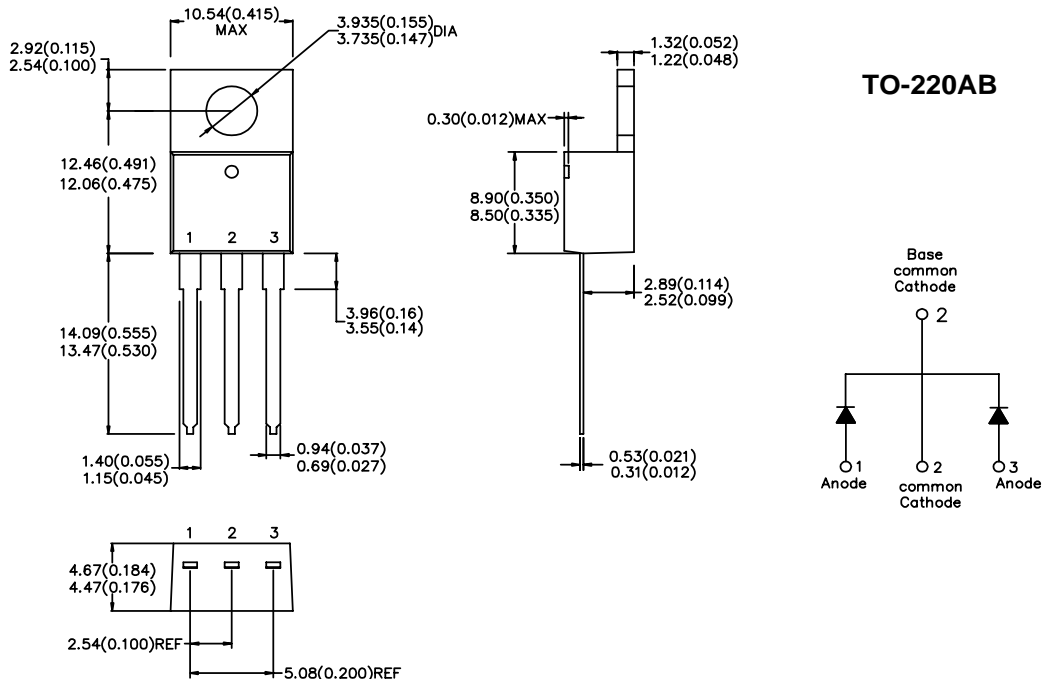 10.54(0.415)
MAX
3.935(0.155)
3.735(0.147)
DIA
2.92(0.115)
2.54(0.100)
12.46(0.491)
12.06(0.475)
1 2 3
3.96(0.16)
3.55(0.14)
14.09(0.555)
13.47(0.530)
1.40(0.055)
1.15(0.045)
0.94(0.037)
0.69(0.027)
1.32(0.052)
1.22(0.048)
0.30(0.012)MAX
8.90(0.350)
8.50(0.335)
2.89(0.114)
2.52(0.099)
0.53(0.021)
0.31(0.012)
TO-220AB
Base
common
Cathode
2
1
Anode
2
common
Cathode
3
Anode
1 2 3
4.67(0.184)
4.47(0.176)
2.54(0.100)REF
5.08(0.200)REF